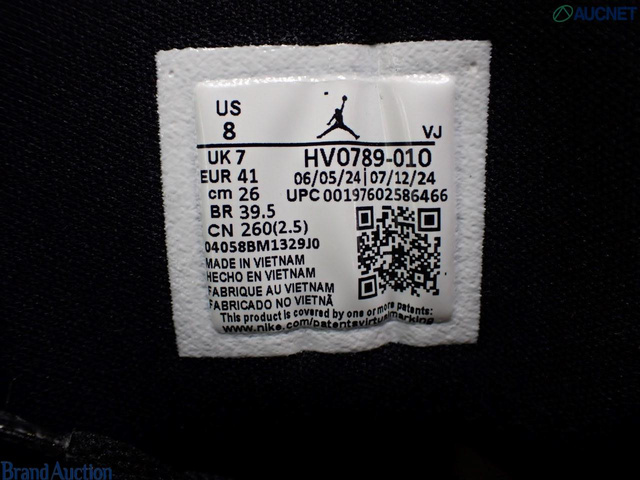 AUCNET
US
8
VJ
UK 7
HV0789-010
EUR 41
06/05/24|07/12/24
cm 26
UPC 00197602586466
BR 39.5
CN 260(2.5)
04058BM1329J0
MADE IN VIETNAM
HECHO EN VIETNAM
FABRIQUE AU VIETNAM
FABRICADO NO VIETNÃ
This product is covered by one or more patents:
www.nike.com/patentsvirtualmarking
Brand Auction